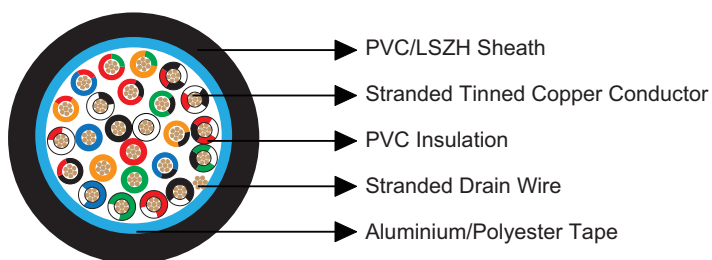 PVC/LSZH Sheath
Stranded Tinned Copper Conductor
PVC Insulation
Stranded Drain Wire
Aluminium/Polyester Tape